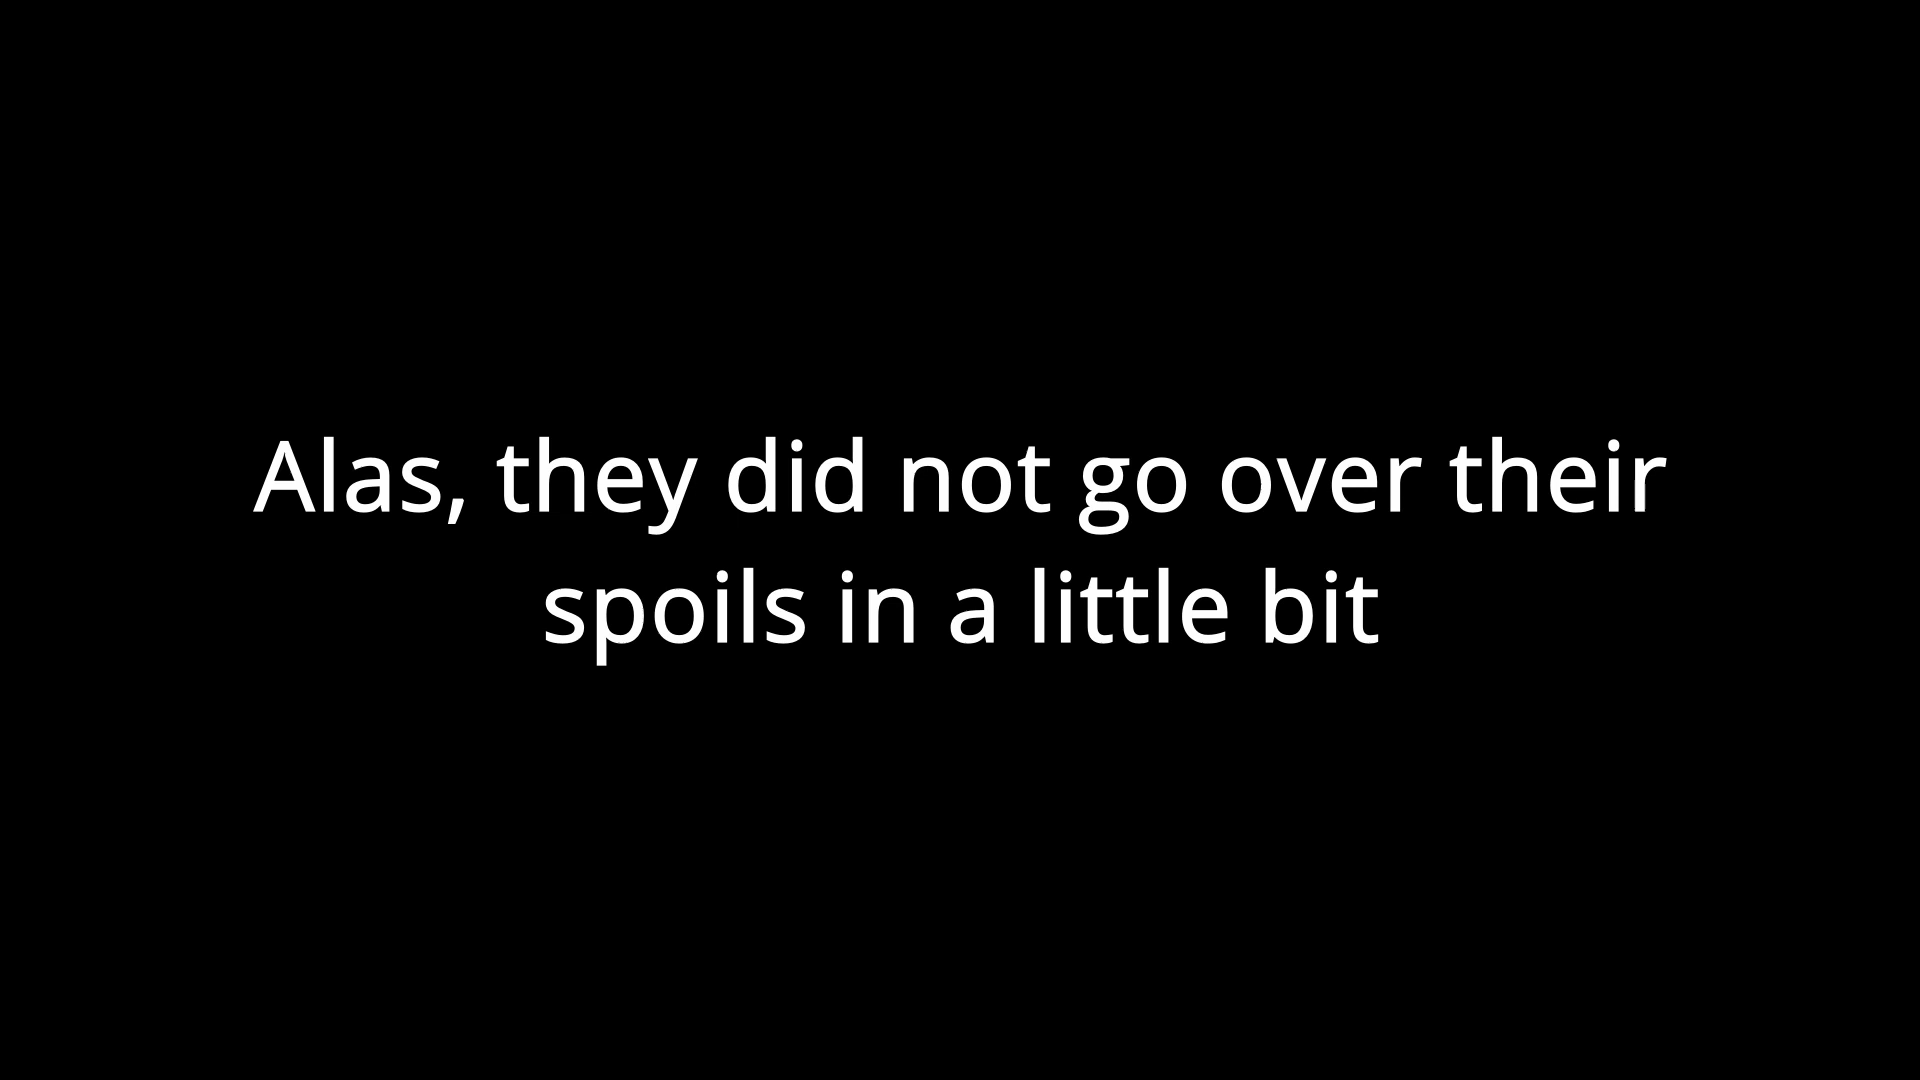 Alas, they did not go over their
spoils in a little bit